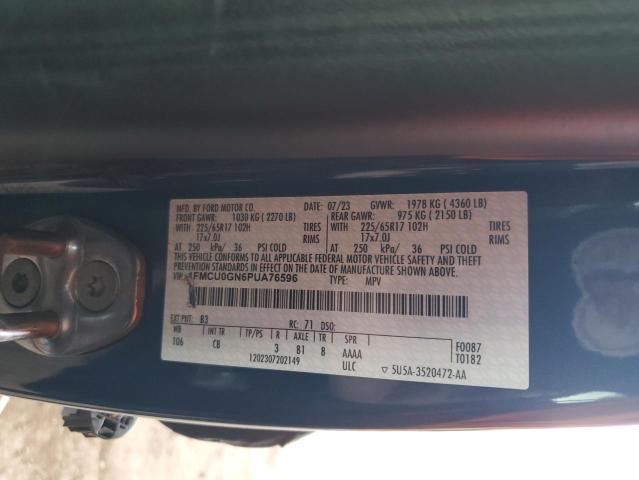 MFD. BY FORD MOTOR CO. DATE: 07/23 GVWR: 1978 KG ( 4360 LB)
FRONT GAWR: 1030 KG ( 2270 LB) REAR GAWR: 975 KG ( 2150 LB)
WITH 225/65R17 102H TIRES WITH 225/65R17 102H TIRES
17x7.0J RIMS 17x7.0J RIMS
AT 250 kPa/ 36 PSI COLD AT 250 kPa/ 36 PSI COLD
THIS VEHICLE CONFORMS TO ALL APPLICABLE FEDERAL MOTOR VEHICLE SAFETY AND THEFT
PREVENTION STANDARDS IN EFFECT ON THE DATE OF MANUFACTURE SHOWN ABOVE.
VIN: 1FMCU0GN6PUA76596 TYPE: MPV
EXT PNT: B3 RC: 71 DSO: F0087
WB INT TR TP/PS R AXLE TR SPR T0182
106 CB 3 81 8 AAAA
1202307202149 ULC ▽ 5U5A-3520472-AA